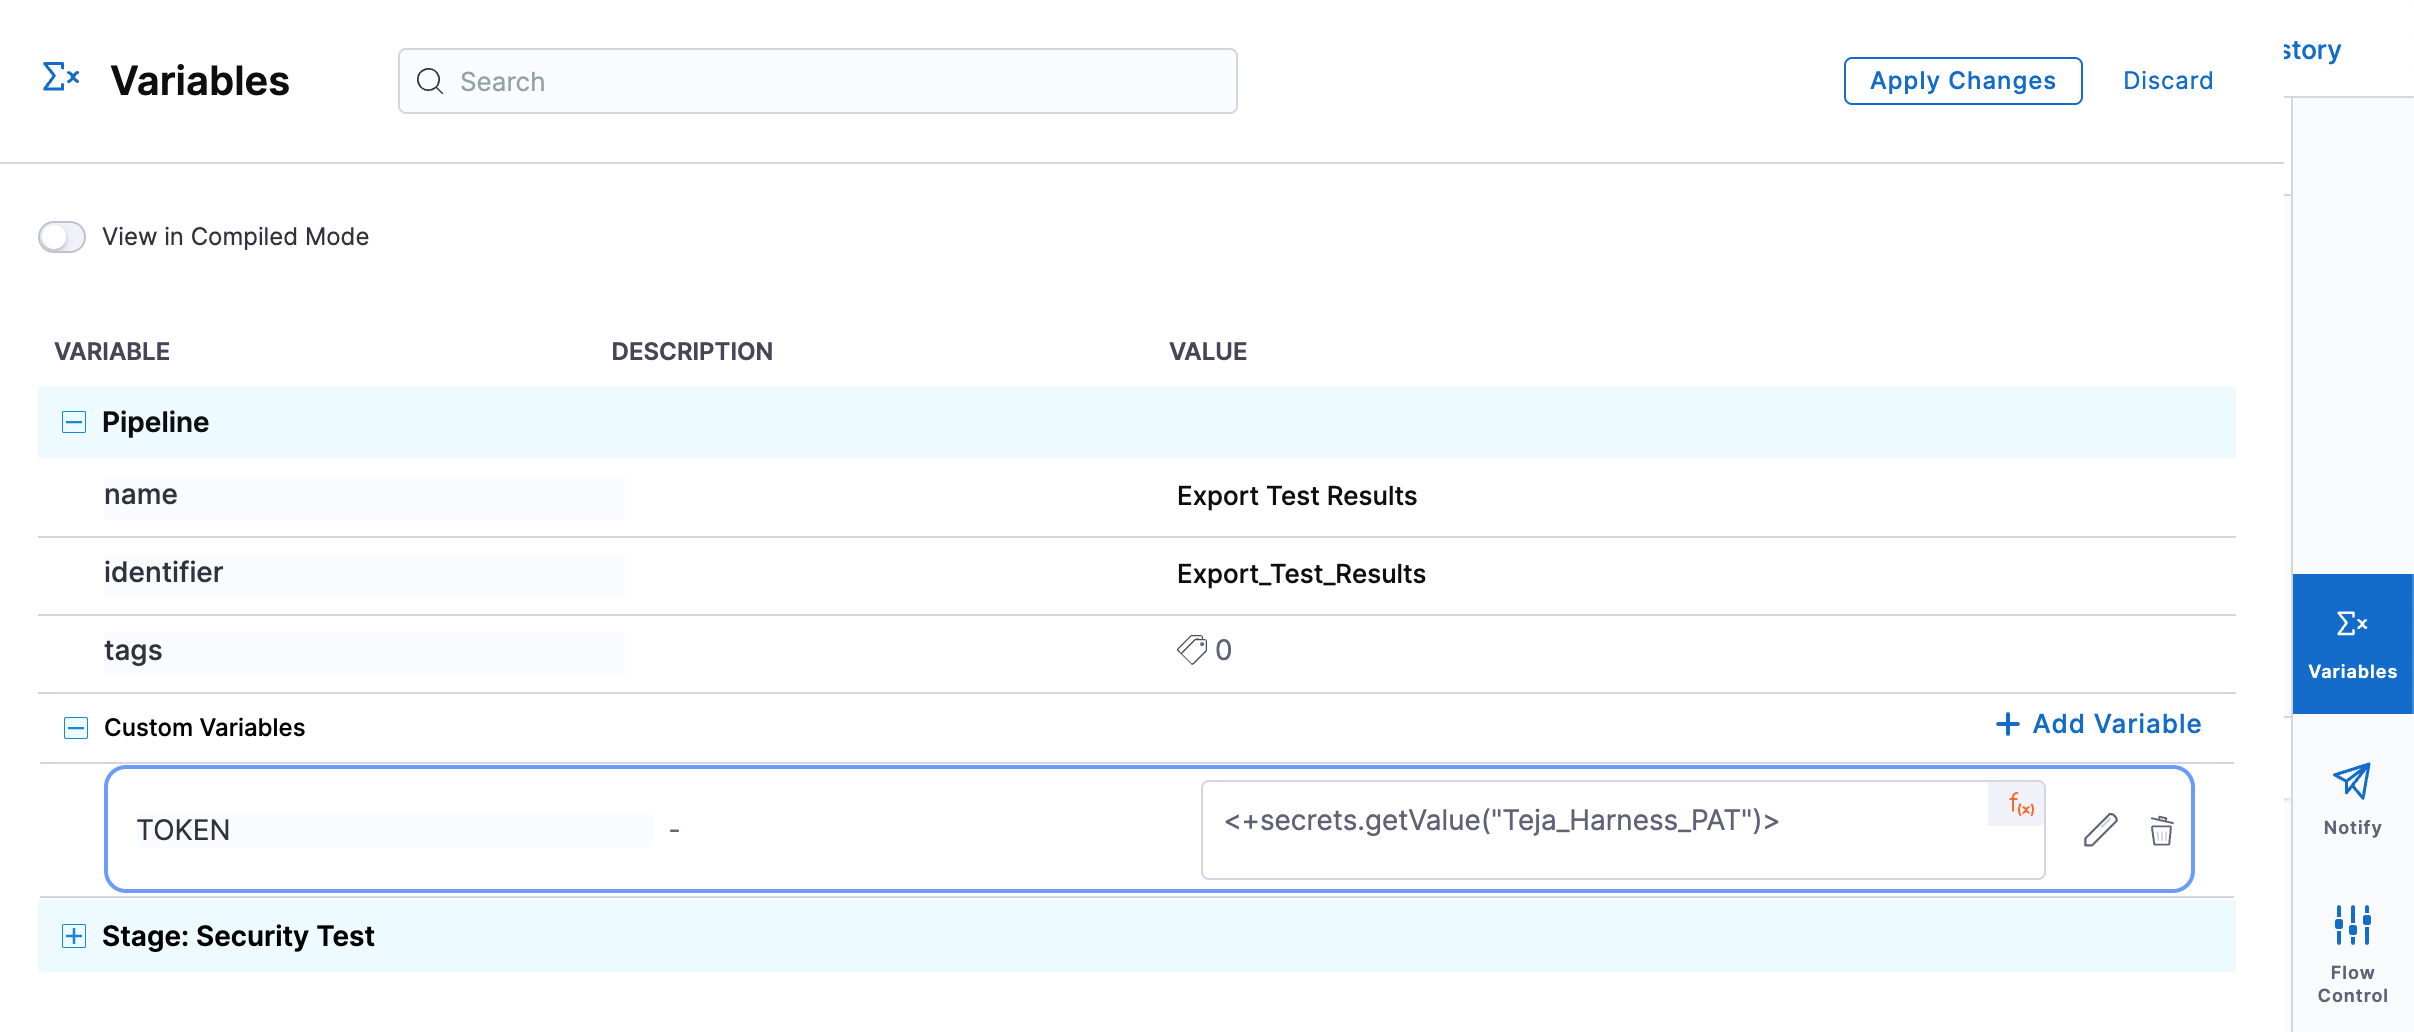 Variables
Search
Apply Changes
Discard
story
View in Compiled Mode
VARIABLE DESCRIPTION VALUE
Pipeline
name Export Test Results
identifier Export_Test_Results
tags 0
Custom Variables
+ Add Variable
TOKEN - <+secrets.getValue("Teja_Harness_PAT")>
f(x)
Stage: Security Test
Variables
Notify
Flow
Control